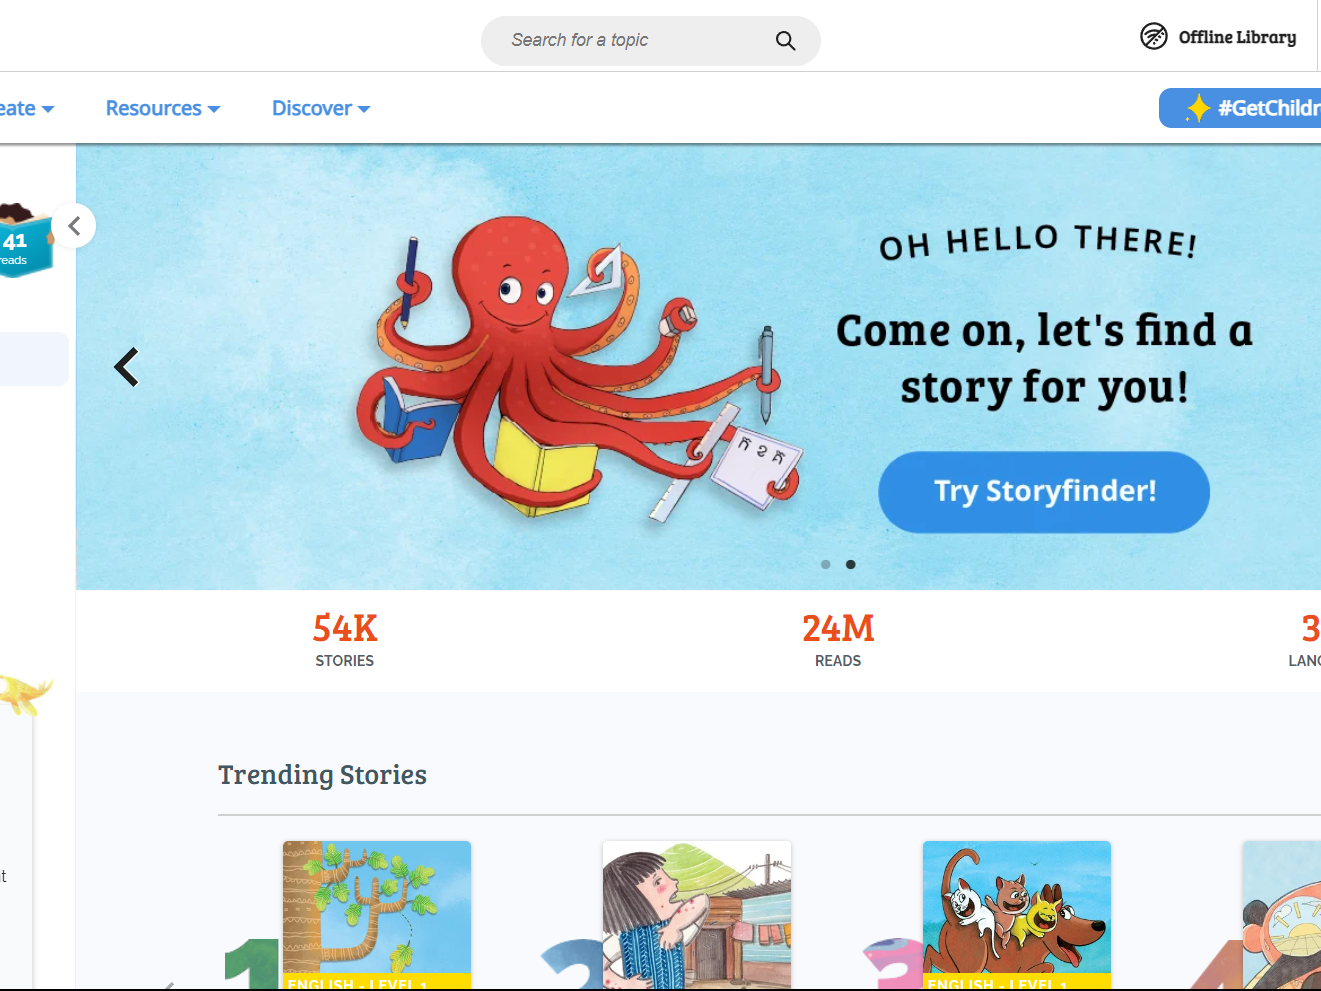 Search for a topic
Offline Library
Resources
Discover
#GetChildr
41
reads
OH HELLO THERE!
Come on, let's find a
story for you!
Try Storyfinder!
54K
STORIES
24M
READS
3
LANG
Trending Stories
1
2
3
4
ENGLISH - LEVEL 1
ENGLISH - LEVEL 1